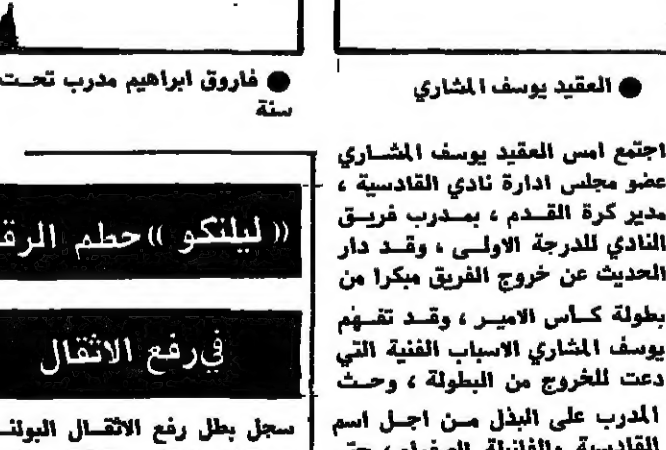 ● العقيد يوسف المشاري
اجتمع امس العقيد يوسف المشاري
عضو مجلس ادارة نادي القادسية ،
مدير كرة القدم ، بمدرب فريق
النادي للدرجة الاولى ، وقد دار
الحديث عن خروج الفريق مبكرا من
بطولة كأس الامير ، وقد تفهم
يوسف المشاري الاسباب الفنية التي
دعت للخروج من البطولة ، وحث
المدرب على البذل من اجل اسم
القادسية والفانيلة
● فاروق ابراهيم مدرب تحت
سنة
(( ليلنكو )) حطم
في رفع الاثقال
سجل بطل رفع الاثقال